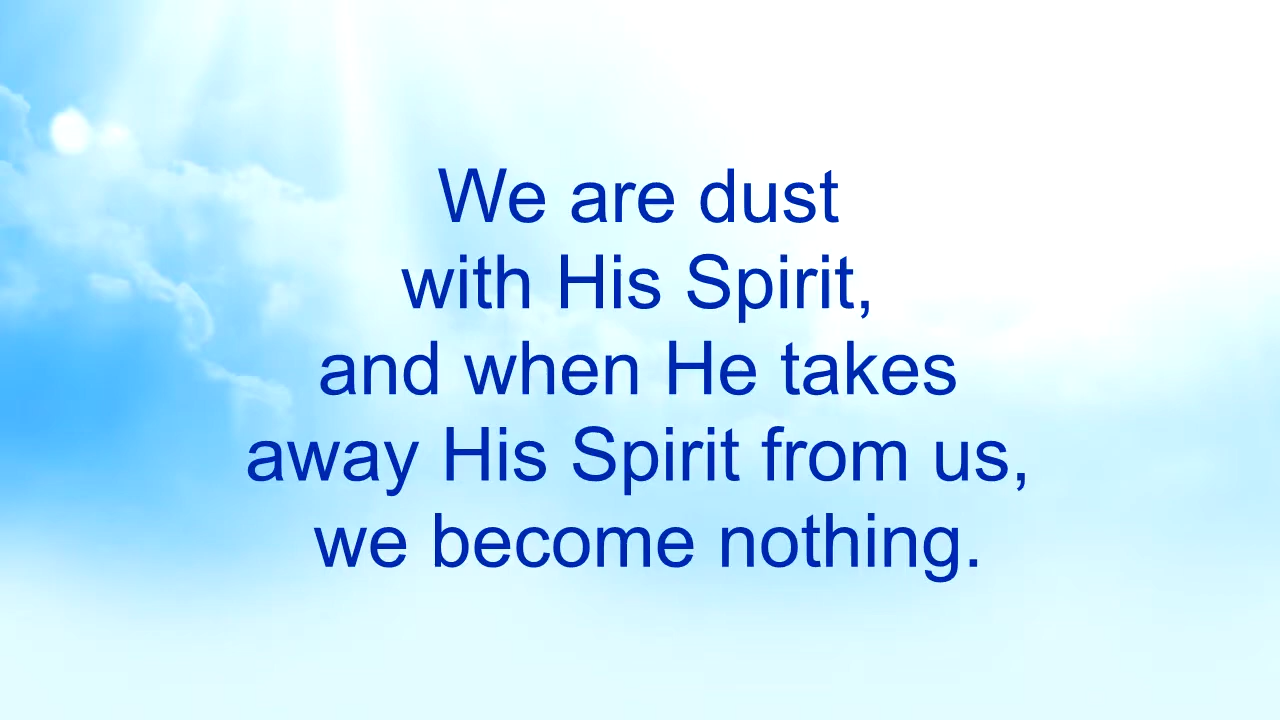 We are dust
with His Spirit,
and when He takes
away His Spirit from us,
we become nothing.